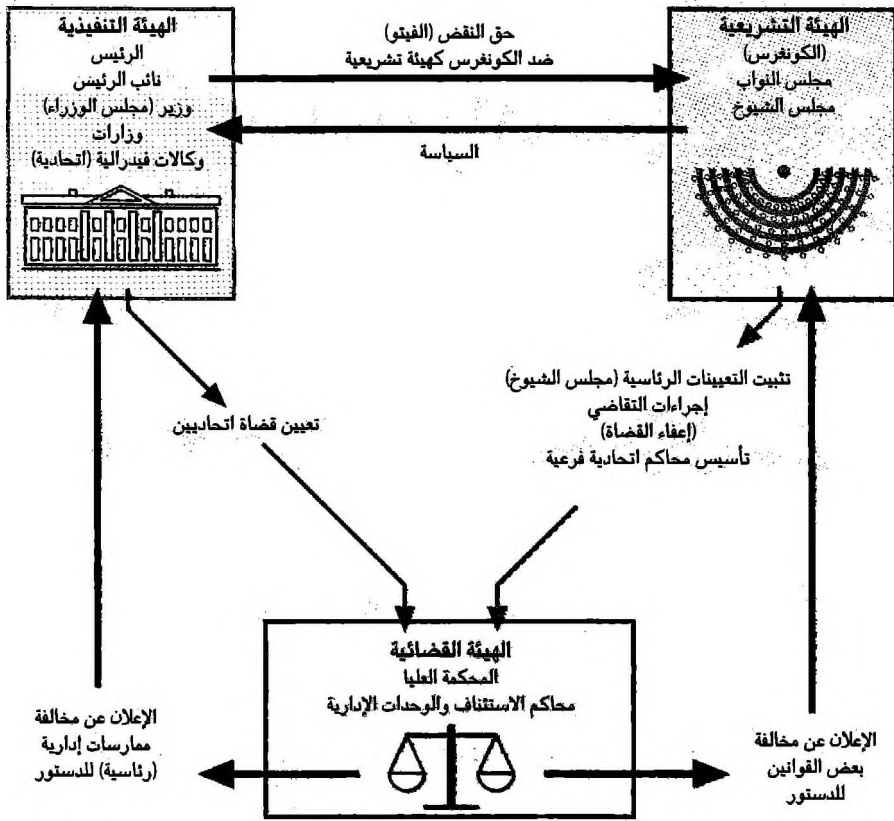 الهيئة التنفيذية
الرئيس
نائب الرئيس
وزير (مجلس الوزراء)
وزارات
وكالات فيدرالية (اتحادية)
حق النقض (الفيتو)
ضد الكونغرس كهيئة تشريعية
السياسة
الهيئة التشريعية
(الكونغرس)
مجلس النواب
مجلس الشيوخ
تثبيت التعيينات الرئاسية (مجلس الشيوخ)
إجراءات التقاضي
(إعفاء القضاة)
تأسيس محاكم اتحادية فرعية
تعيين قضاة اتحاديين
الهيئة القضائية
المحكمة العليا
محاكم الاستئناف والوحدات الإدارية
الإعلان عن مخالفة
بعض القوانين
للدستور
الإعلان عن مخالفة
ممارسات إدارية
(رئاسية) للدستور